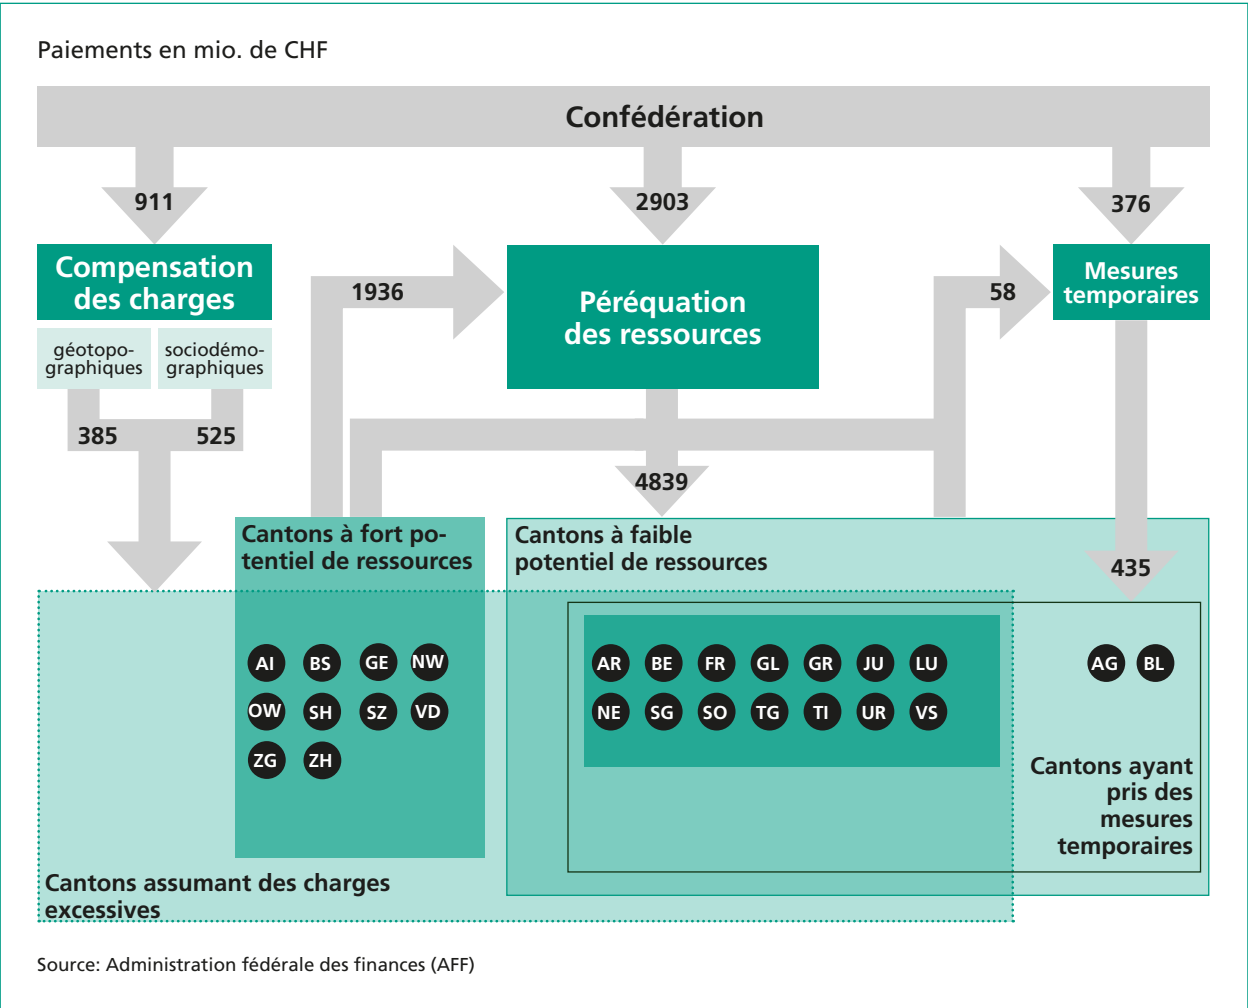 Paiements en mio. de CHF
Confédération
911
2903
376
Compensation
des charges
1936
Péréquation
des ressources
58
Mesures
temporaires
géotopo-
graphiques
sociodémo-
graphiques
385
525
4839
435
Cantons à fort po-
tentiel de ressources
Cantons à faible
potentiel de ressources
AI BS GE NW
OW SH SZ VD
ZG ZH
AR BE FR GL GR JU LU
NE SG SO TG TI UR VS
AG BL
Cantons ayant
pris des
mesures
temporaires
Cantons assumant des charges
excessives
Source: Administration fédérale des finances (AFF)